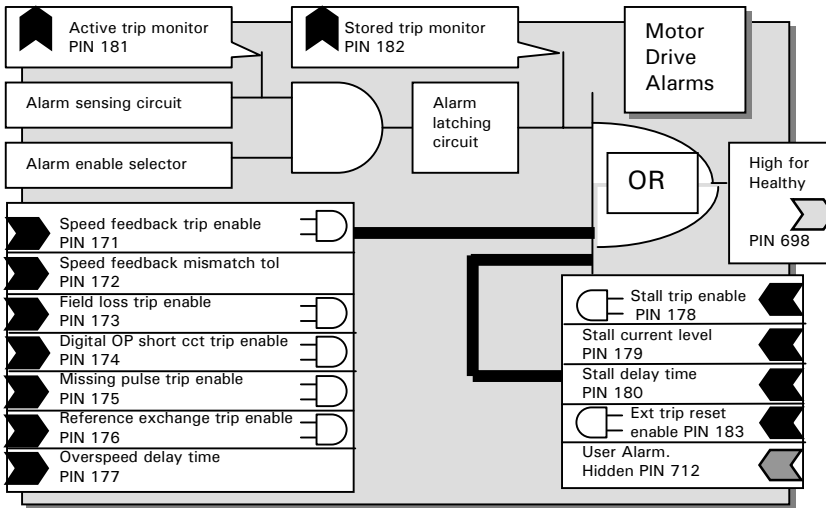 Active trip monitor
PIN 181
Stored trip monitor
PIN 182
Motor
Drive
Alarms
Alarm sensing circuit
Alarm enable selector
Alarm
latching
circuit
OR
High for
Healthy
PIN 698
Speed feedback trip enable
PIN 171
Speed feedback mismatch tol
PIN 172
Field loss trip enable
PIN 173
Digital OP short cct trip enable
PIN 174
Missing pulse trip enable
PIN 175
Reference exchange trip enable
PIN 176
Overspeed delay time
PIN 177
Stall trip enable
PIN 178
Stall current level
PIN 179
Stall delay time
PIN 180
Ext trip reset
enable PIN 183
User Alarm.
Hidden PIN 712